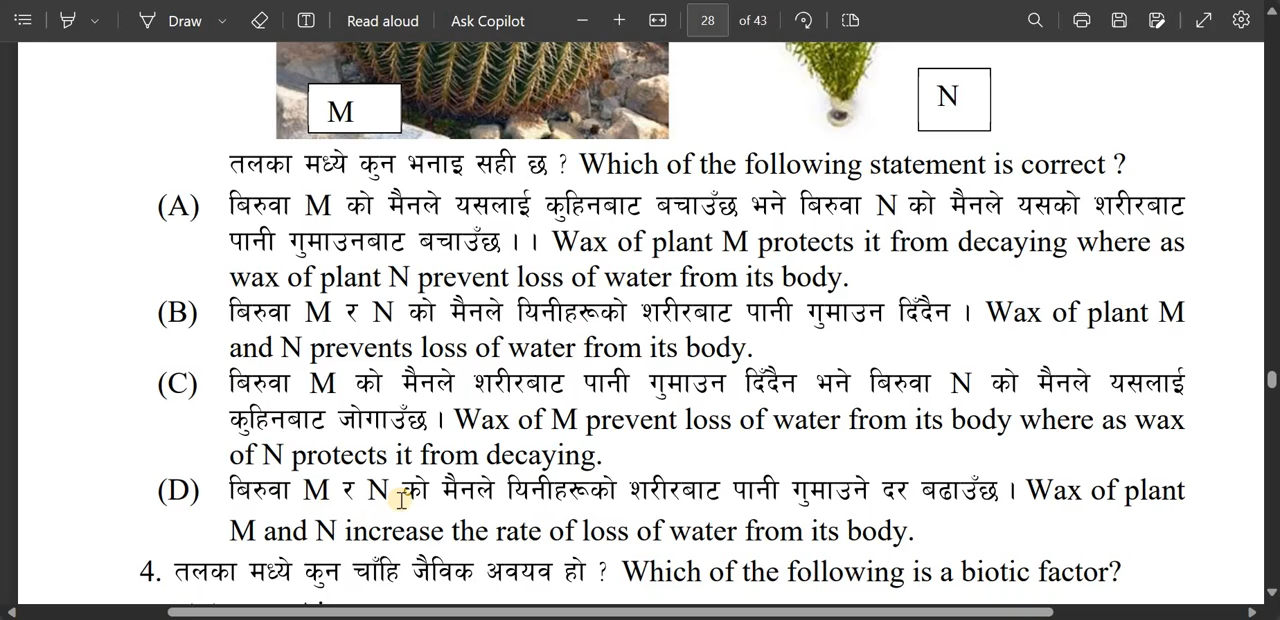 Draw
Read aloud
Ask Copilot
28
of 43
M
N
तलका मध्ये कुन भनाइ सही छ ? Which of the following statement is correct ?
(A) बिरुवा M को मैनले यसलाई कुहिनबाट बचाउँछ भने बिरुवा N को मैनले यसको शरीरबाट
पानी गुमाउनबाट बचाउँछ । । Wax of plant M protects it from decaying where as
wax of plant N prevent loss of water from its body.
(B) बिरुवा M र N को मैनले यिनीहरूको शरीरबाट पानी गुमाउन दिँदैन । Wax of plant M
and N prevents loss of water from its body.
(C) बिरुवा M को मैनले शरीरबाट पानी गुमाउन दिँदैन भने बिरुवा N को मैनले यसलाई
कुहिनबाट जोगाउँछ । Wax of M prevent loss of water from its body where as wax
of N protects it from decaying.
(D) बिरुवा M र N को मैनले यिनीहरूको शरीरबाट पानी गुमाउने दर बढाउँछ । Wax of plant
M and N increase the rate of loss of water from its body.
4. तलका मध्ये कुन चाँहि जैविक अवयव हो ? Which of the following is a biotic factor?